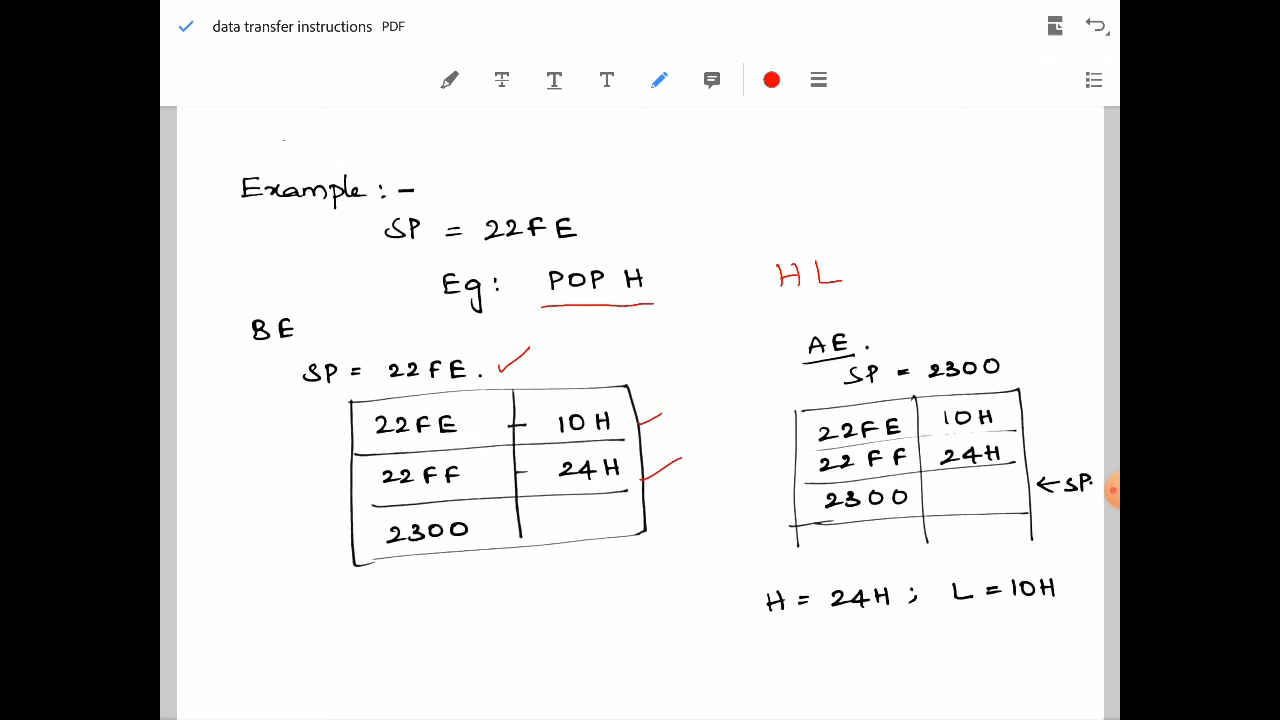 data transfer instructions PDF
Example : -
SP = 22FE
Eg : POP H
H L
BE
SP = 22FE .
22FE - 10H
22FF - 24H
2300
AE .
SP = 2300
22FE 10H
22FF 24H
2300
← SP.
H = 24H ; L = 10H